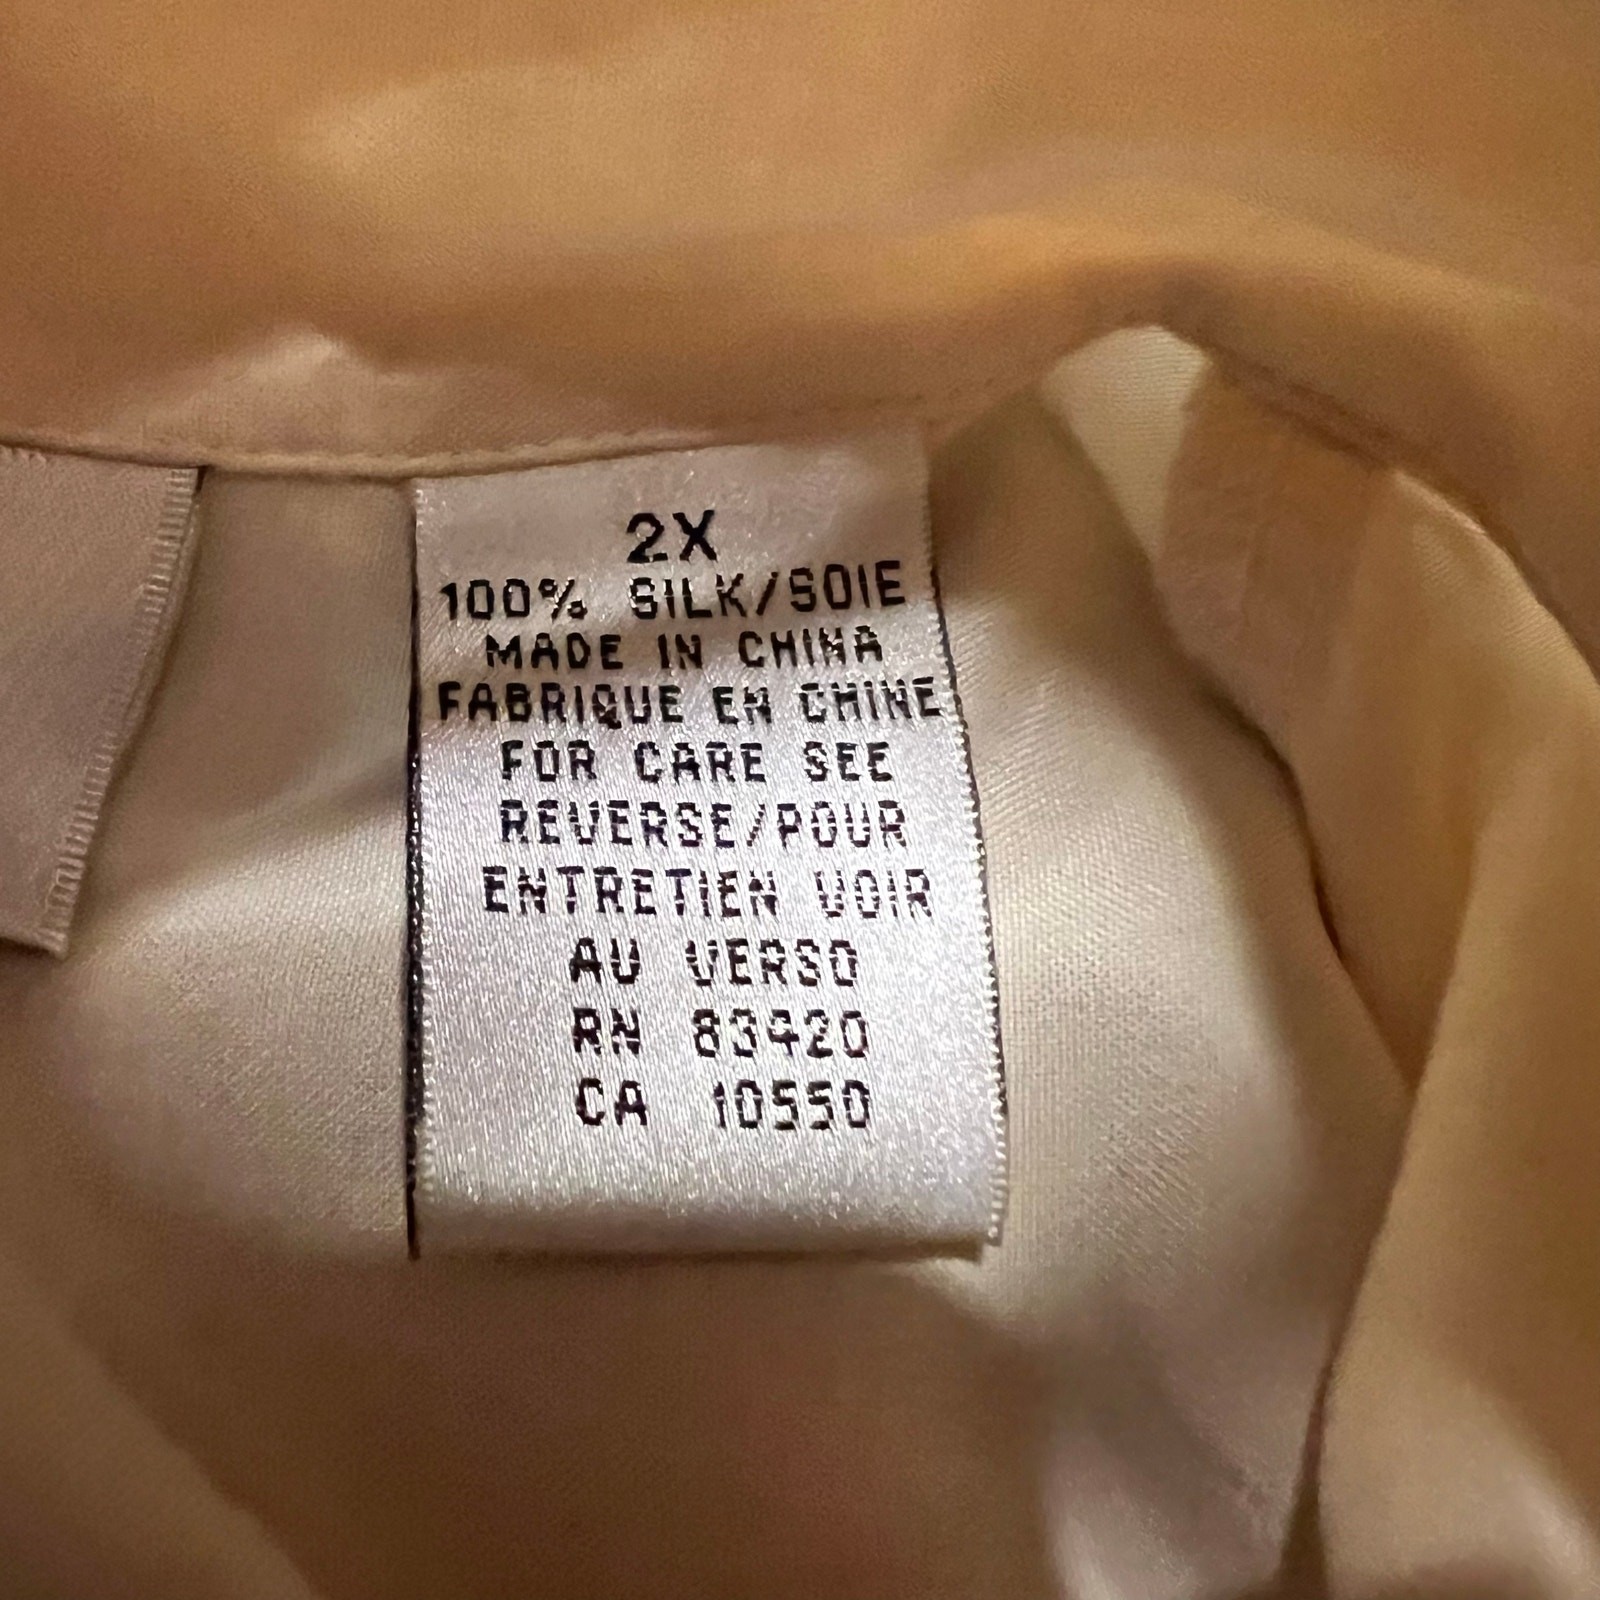 2X
100% SILK/SOIE
MADE IN CHINA
FABRIQUE EN CHINE
FOR CARE SEE
REVERSE/POUR
ENTRETIEN VOIR
AU VERSO
RN 83420
CA 10550